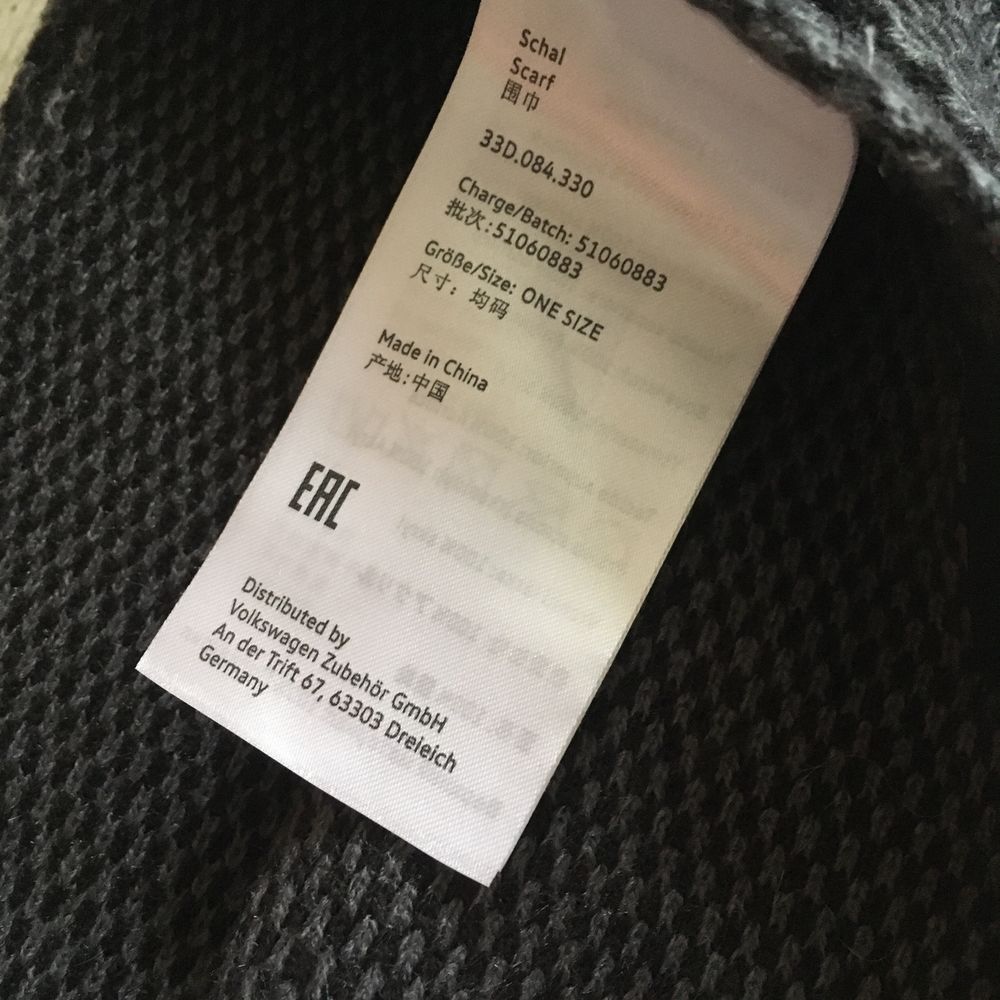 Schal
Scarf
围巾
33D.084.330
Charge/Batch: 51060883
批次:51060883
Größe/Size: ONE SIZE
尺寸: 均码
Made in China
产地:中国
EAC
Distributed by
Volkswagen Zubehör GmbH
An der Trift 67, 63303 Dreieich
Germany